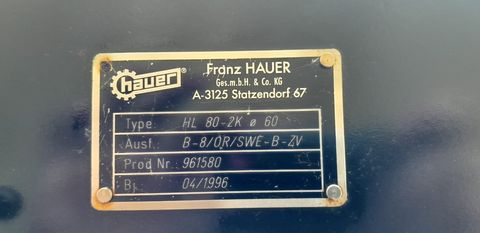 hauer®
Franz HAUER
Ges.m.b.H. & Co. KG
A-3125 Statzendorf 67
Type: HL 80-2K ø 60
Ausf.: B-8/ÖR/SWE-B-ZV
Prod Nr.: 961580
Bj.: 04/1996